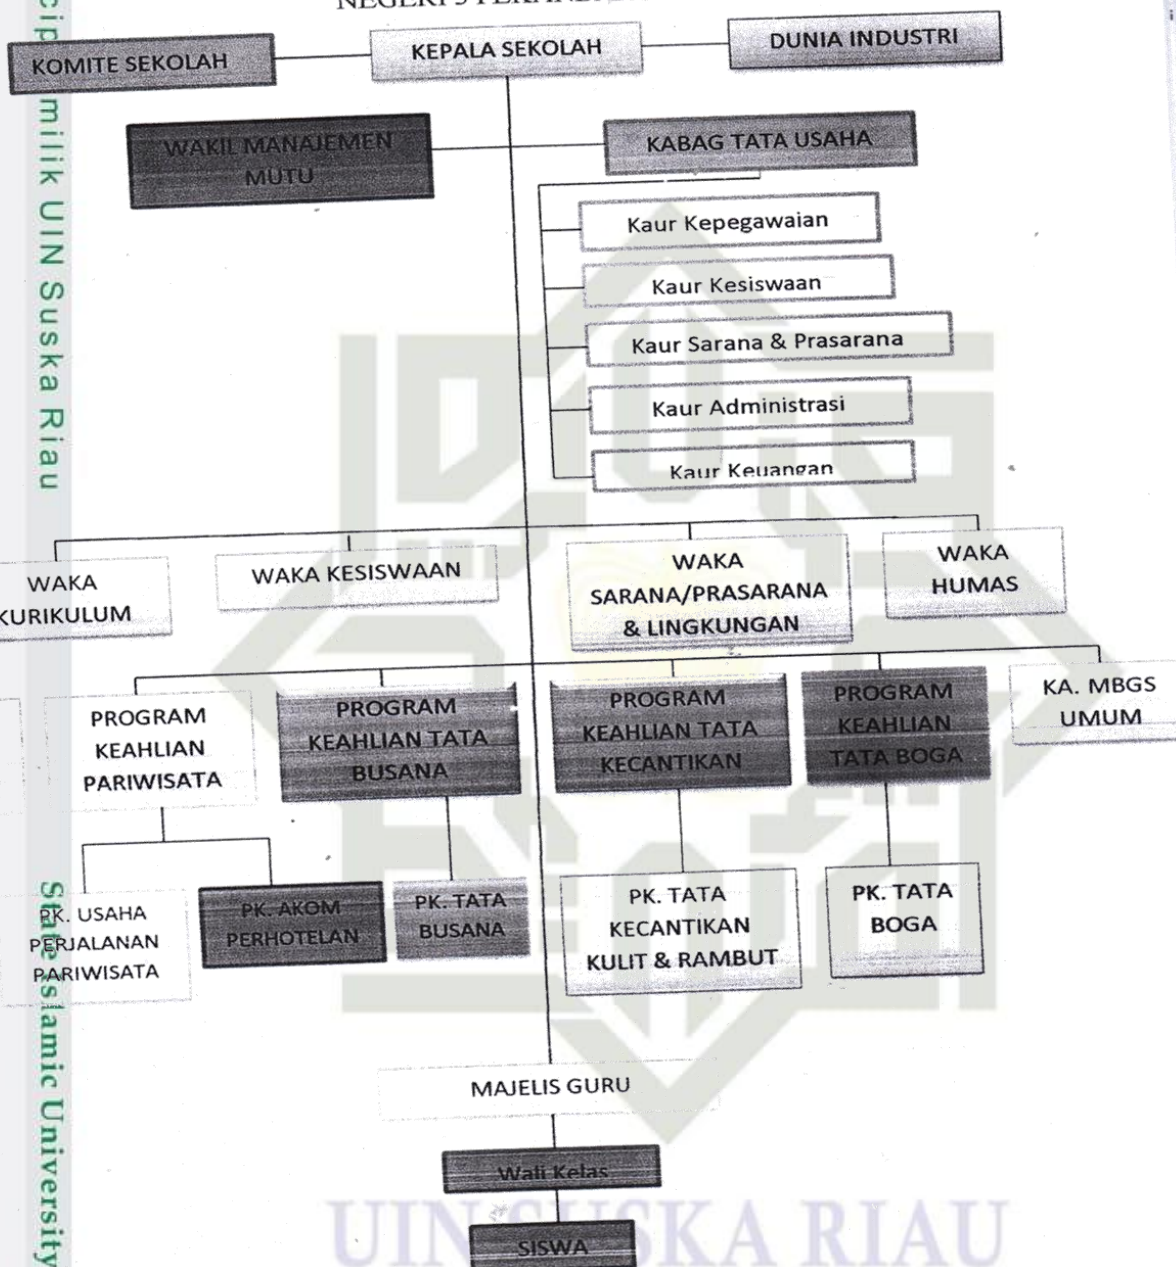 KOMITE SEKOLAH
KEPALA SEKOLAH
DUNIA INDUSTRI
WAKIL MANAJEMEN
MUTU
KABAG TATA USAHA
Kaur Kepegawaian
Kaur Kesiswaan
Kaur Sarana & Prasarana
Kaur Administrasi
Kaur Keuangan
WAKA
KURIKULUM
WAKA KESISWAAN
WAKA
SARANA/PRASARANA
& LINGKUNGAN
WAKA
HUMAS
PROGRAM
KEAHLIAN
PARIWISATA
PROGRAM
KEAHLIAN TATA
BUSANA
PROGRAM
KEAHLIAN TATA
KECANTIKAN
PROGRAM
KEAHLIAN
TATA BOGA
KA. MBGS
UMUM
PK. USAHA
PERJALANAN
PARIWISATA
PK. AKOM
PERHOTELAN
PK. TATA
BUSANA
PK. TATA
KECANTIKAN
KULIT & RAMBUT
PK. TATA
BOGA
MAJELIS GURU
Wali Kelas
SISWA
cip milik UIN Suska Riau
State Islamic University
UIN SUSKA RIAU